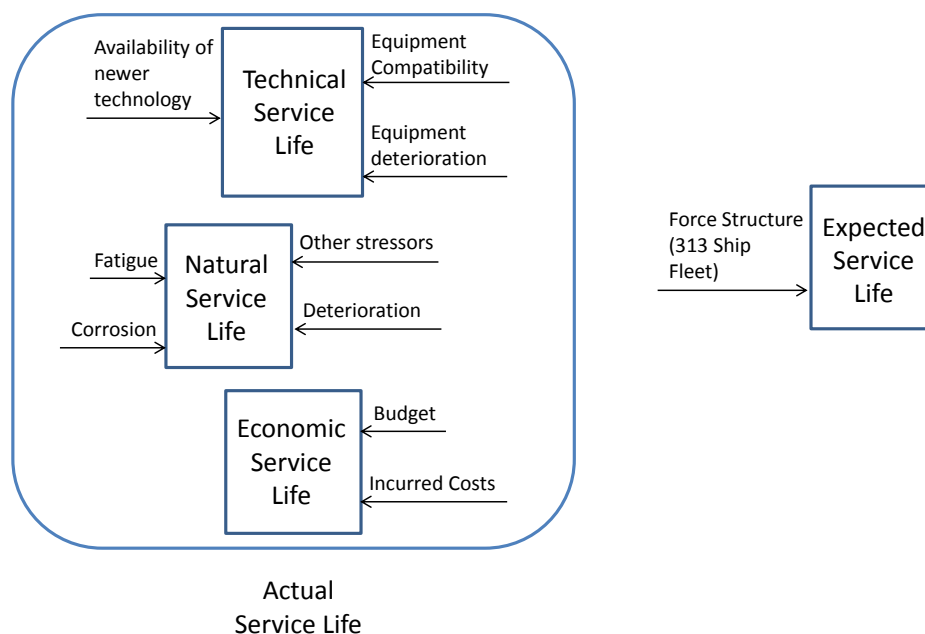 Availability of
newer
technology
Technical
Service
Life
Equipment
Compatibility
Equipment
deterioration
Fatigue
Corrosion
Natural
Service
Life
Other stressors
Deterioration
Economic
Service
Life
Budget
Incurred Costs
Actual
Service Life
Force Structure
(313 Ship
Fleet)
Expected
Service
Life